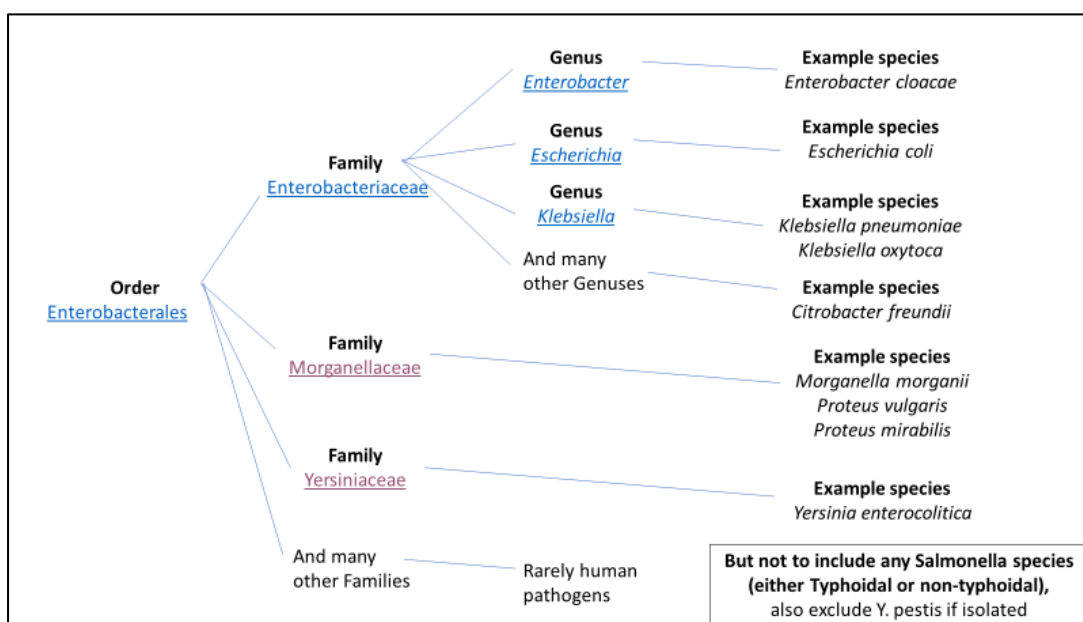 Order
Enterobacterales
Family
Enterobacteriaceae
Genus
Enterobacter
Example species
Enterobacter cloacae
Genus
Escherichia
Example species
Escherichia coli
Genus
Klebsiella
Example species
Klebsiella pneumoniae
Klebsiella oxytoca
And many
other Genuses
Example species
Citrobacter freundii
Family
Morganellaceae
Example species
Morganella morganii
Proteus vulgaris
Proteus mirabilis
Family
Yersiniaceae
Example species
Yersinia enterocolitica
And many
other Families
Rarely human
pathogens
But not to include any Salmonella species
(either Typhoidal or non-typhoidal),
also exclude Y. pestis if isolated